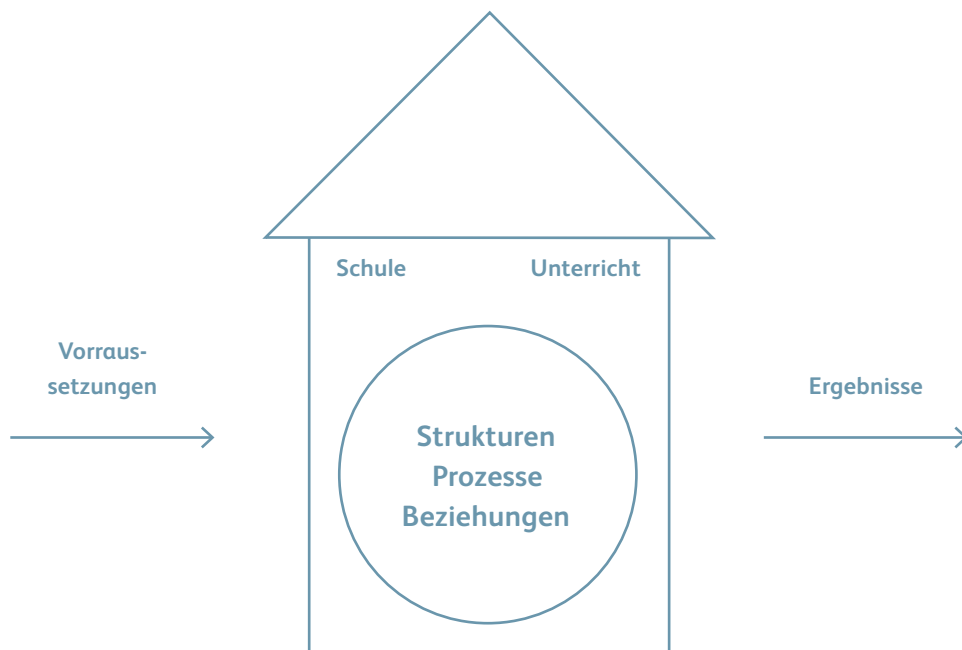 Schule
Unterricht
Vorraus-
setzungen
Strukturen
Prozesse
Beziehungen
Ergebnisse